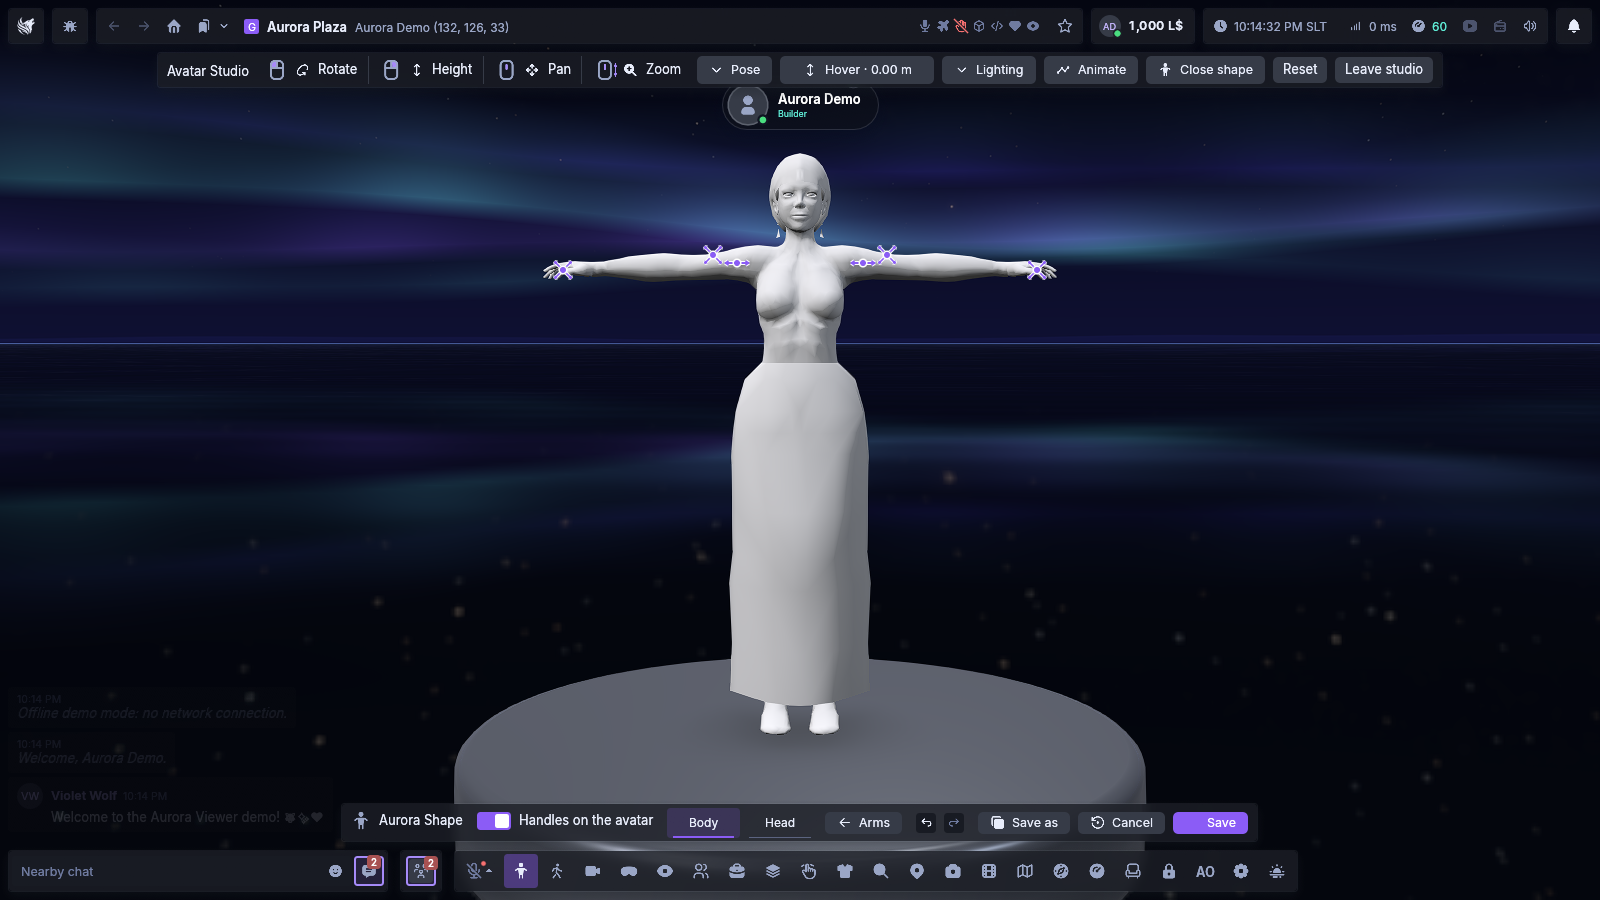 G Aurora Plaza Aurora Demo (132, 126, 33)
AD 1,000 L$
10:14:32 PM SLT 0 ms 60
Avatar Studio Rotate Height Pan Zoom Pose Hover · 0.00 m Lighting Animate Close shape Reset Leave studio
Aurora Demo
Builder
10:14 PM
Offline demo mode: no network connection.
10:14 PM
Welcome, Aurora Demo.
VW Violet Wolf 10:14 PM
Welcome to the Aurora Viewer demo!
Aurora Shape Handles on the avatar Body Head Arms Save as Cancel Save
Nearby chat 2 2 AO